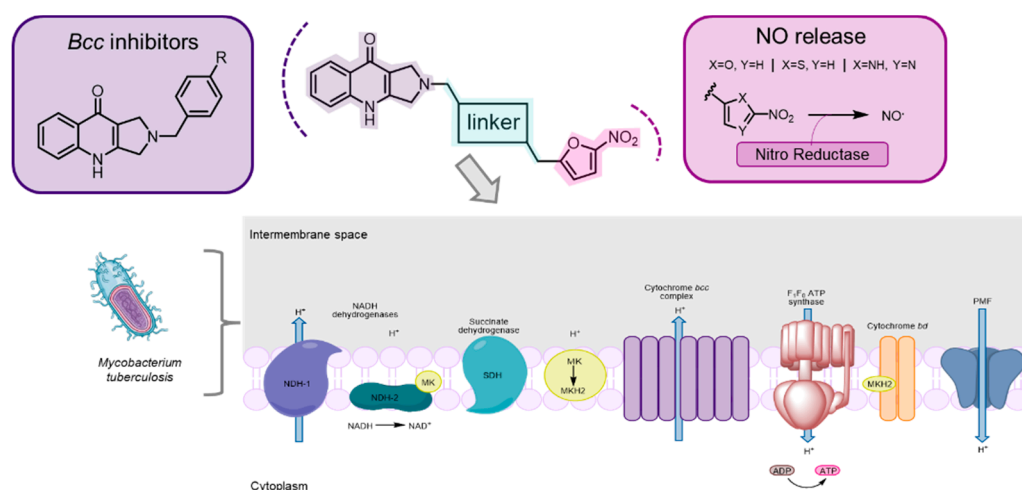 Bcc inhibitors
R
O
N
N
H
O
N
N
H
linker
O
NO₂
NO release
X=O, Y=H | X=S, Y=H | X=NH, Y=N
X
Y
NO₂
NO·
Nitro Reductase
Intermembrane space
Mycobacterium
tuberculosis
H⁺
NADH
dehydrogenases
H⁺
Succinate
dehydrogenase
H⁺
Cytochrome bcc
complex
H⁺
F₁F₀ ATP
synthase
Cytochrome bd
PMF
NDH-1
NDH-2
MK
SDH
MK
MKH2
MKH2
NADH
NAD⁺
H⁺
H⁺
ADP
ATP
Cytoplasm